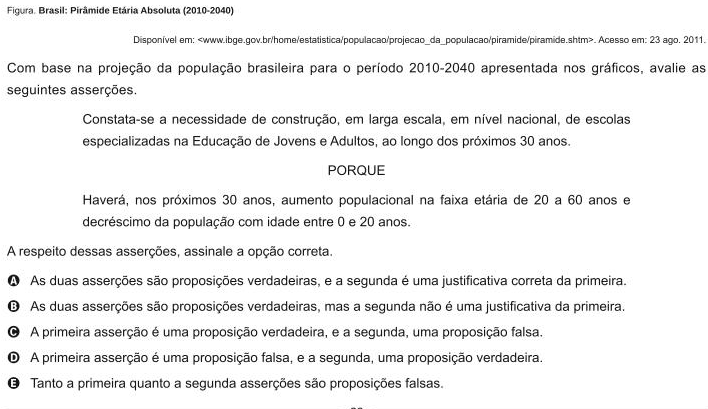 Figura. Brasil: Pirâmide Etária Absoluta (2010-2040)
Disponível em: <www.ibge.gov.br/home/estatistica/populacao/projecao_da_populacao/piramide/piramide.shtm>. Acesso em: 23 ago. 2011.
Com base na projeção da população brasileira para o período 2010-2040 apresentada nos gráficos, avalie as
seguintes asserções.
Constata-se a necessidade de construção, em larga escala, em nível nacional, de escolas
especializadas na Educação de Jovens e Adultos, ao longo dos próximos 30 anos.
PORQUE
Haverá, nos próximos 30 anos, aumento populacional na faixa etária de 20 a 60 anos e
decréscimo da população com idade entre 0 e 20 anos.
A respeito dessas asserções, assinale a opção correta.
A As duas asserções são proposições verdadeiras, e a segunda é uma justificativa correta da primeira.
B As duas asserções são proposições verdadeiras, mas a segunda não é uma justificativa da primeira.
C A primeira asserção é uma proposição verdadeira, e a segunda, uma proposição falsa.
D A primeira asserção é uma proposição falsa, e a segunda, uma proposição verdadeira.
E Tanto a primeira quanto a segunda asserções são proposições falsas.